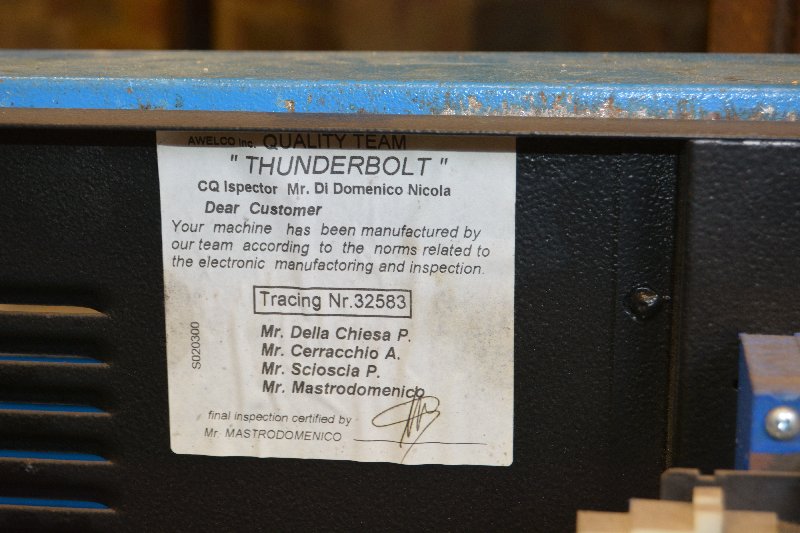 AWELCO Inc. QUALITY TEAM
" THUNDERBOLT "
CQ Ispector Mr. Di Domenico Nicola
Dear Customer
Your machine has been manufactured by
our team according to the norms related to
the electronic manufactoring and inspection.
Tracing Nr.32583
Mr. Della Chiesa P.
Mr. Cerracchio A.
Mr. Scioscia P.
Mr. Mastrodomenico
S020300
final inspection certified by
Mr. MASTRODOMENICO